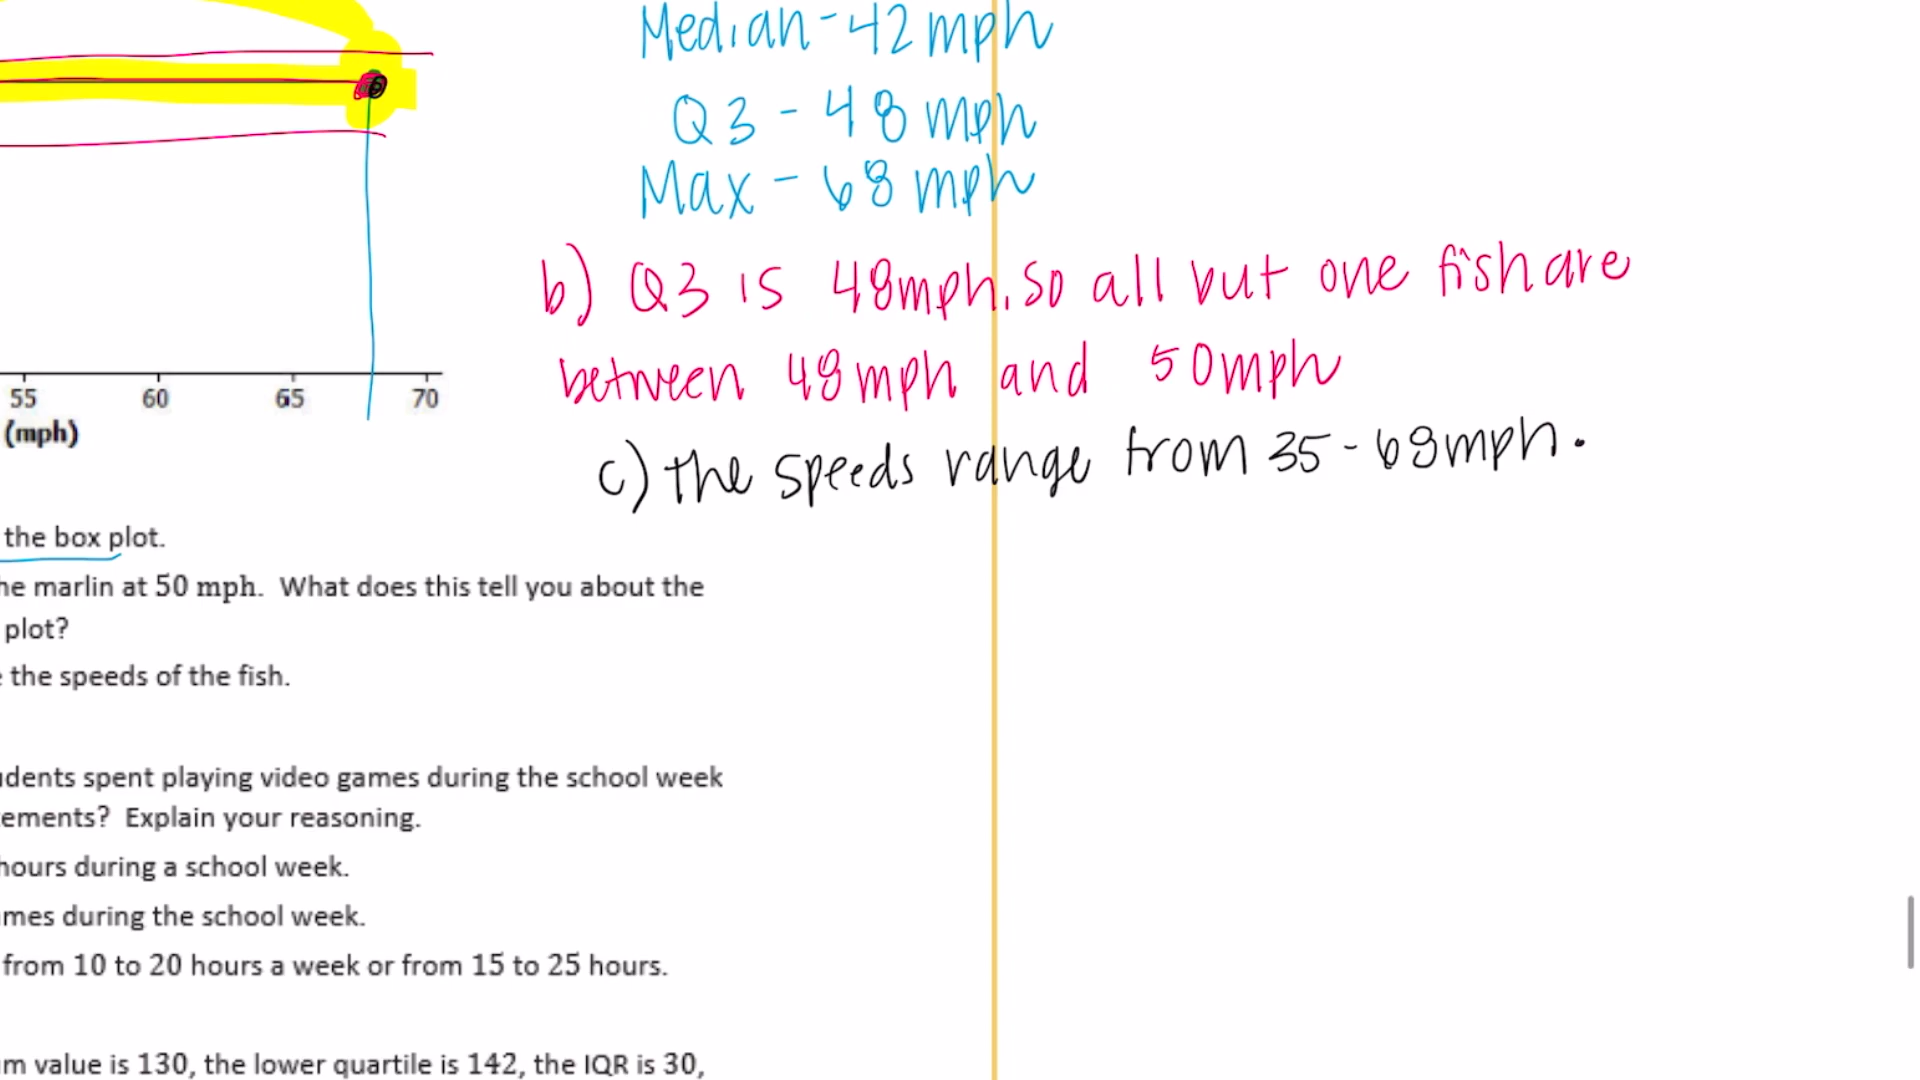 Median - 42 mph
Q3 - 48 mph
Max - 68 mph
b) Q3 is 48mph, so all but one fish are
between 48mph and 50mph
c) the speeds range from 35 - 68mph.
55 60 65 70
(mph)
the box plot.
he marlin at 50 mph. What does this tell you about the
plot?
the speeds of the fish.
dents spent playing video games during the school week
ements? Explain your reasoning.
hours during a school week.
mes during the school week.
from 10 to 20 hours a week or from 15 to 25 hours.
m value is 130, the lower quartile is 142, the IQR is 30,